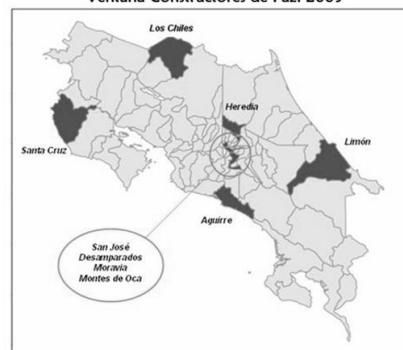 Ventana Constructores de Paz. 2009
Los Chiles
Heredia
Limón
Santa Cruz
Aguirre
San José
Desamparados
Moravia
Montes de Oca